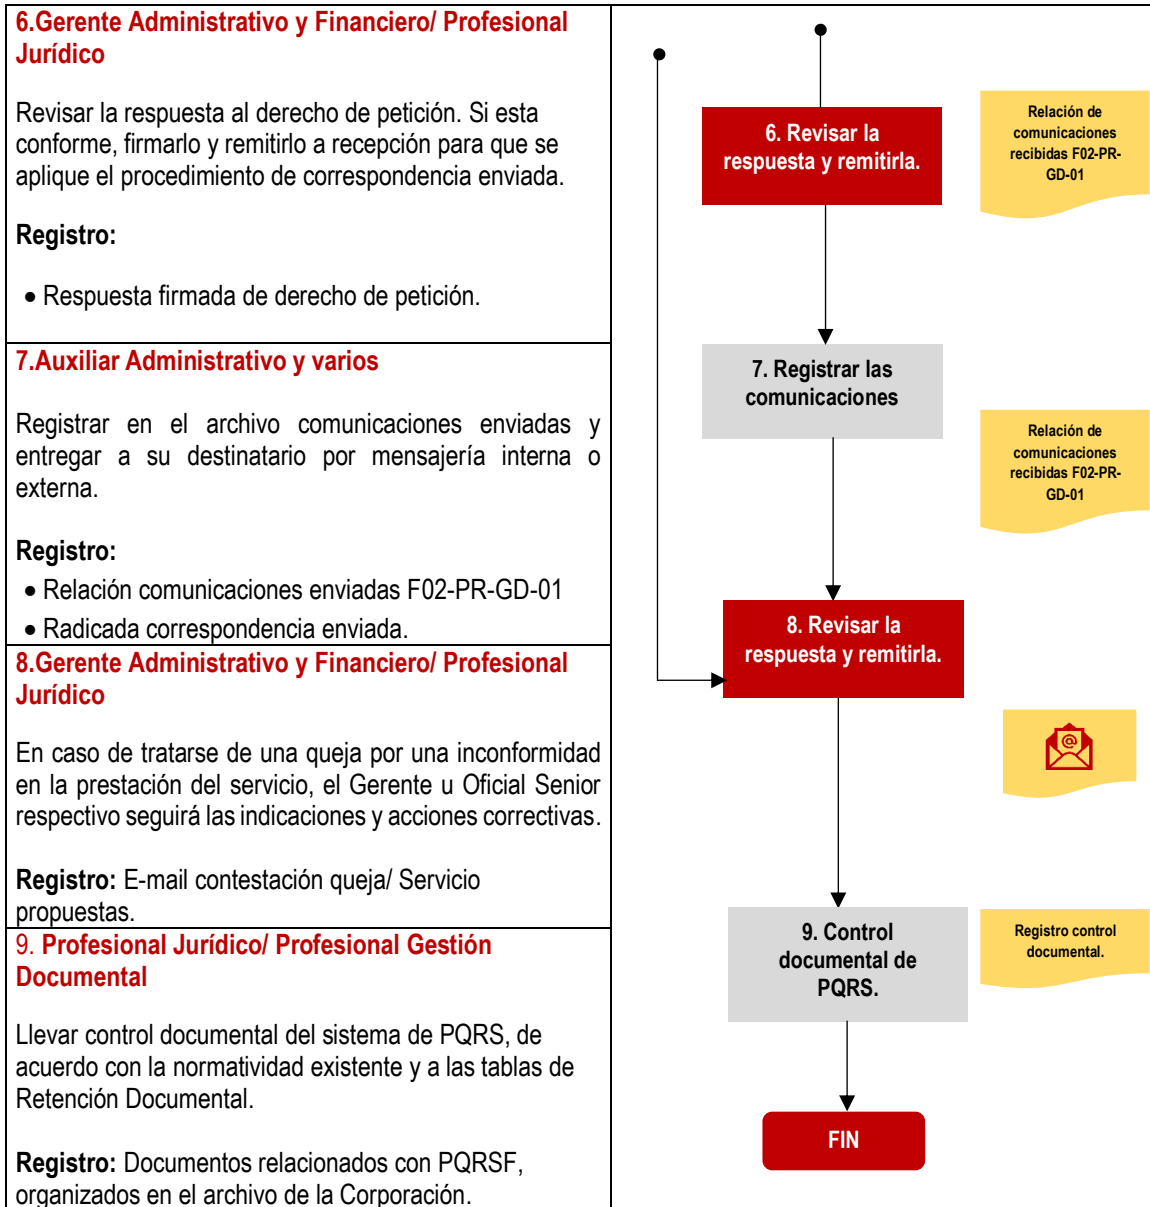 6.Gerente Administrativo y Financiero/ Profesional
Jurídico
Revisar la respuesta al derecho de petición. Si esta
conforme, firmarlo y remitirlo a recepción para que se
aplique el procedimiento de correspondencia enviada.
Registro:
• Respuesta firmada de derecho de petición.
7.Auxiliar Administrativo y varios
Registrar en el archivo comunicaciones enviadas y
entregar a su destinatario por mensajería interna o
externa.
Registro:
• Relación comunicaciones enviadas F02-PR-GD-01
• Radicada correspondencia enviada.
8.Gerente Administrativo y Financiero/ Profesional
Jurídico
En caso de tratarse de una queja por una inconformidad
en la prestación del servicio, el Gerente u Oficial Senior
respectivo seguirá las indicaciones y acciones correctivas.
Registro: E-mail contestación queja/ Servicio
propuestas.
9. Profesional Jurídico/ Profesional Gestión
Documental
Llevar control documental del sistema de PQRS, de
acuerdo con la normatividad existente y a las tablas de
Retención Documental.
Registro: Documentos relacionados con PQRSF,
organizados en el archivo de la Corporación.
6. Revisar la
respuesta y remitirla.
Relación de
comunicaciones
recibidas F02-PR-
GD-01
7. Registrar las
comunicaciones
Relación de
comunicaciones
recibidas F02-PR-
GD-01
8. Revisar la
respuesta y remitirla.
@
9. Control
documental de
PQRS.
Registro control
documental.
FIN